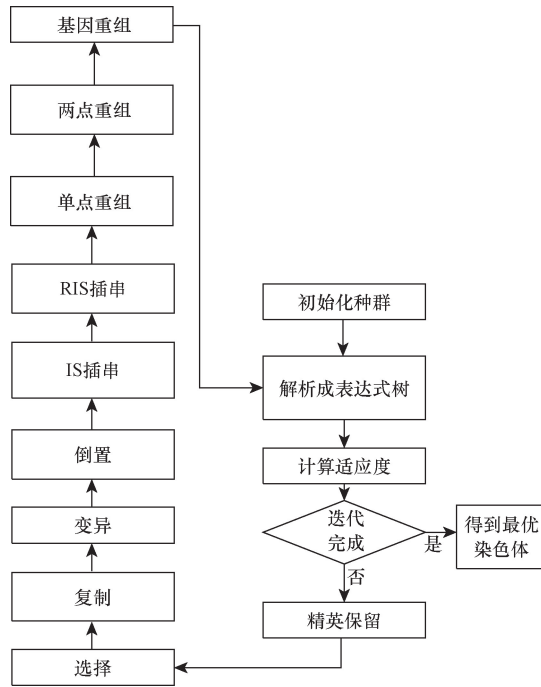 基因重组
两点重组
单点重组
RIS插串
IS插串
倒置
变异
复制
选择
初始化种群
解析成表达式树
计算适应度
迭代
完成
是
否
得到最优
染色体
精英保留